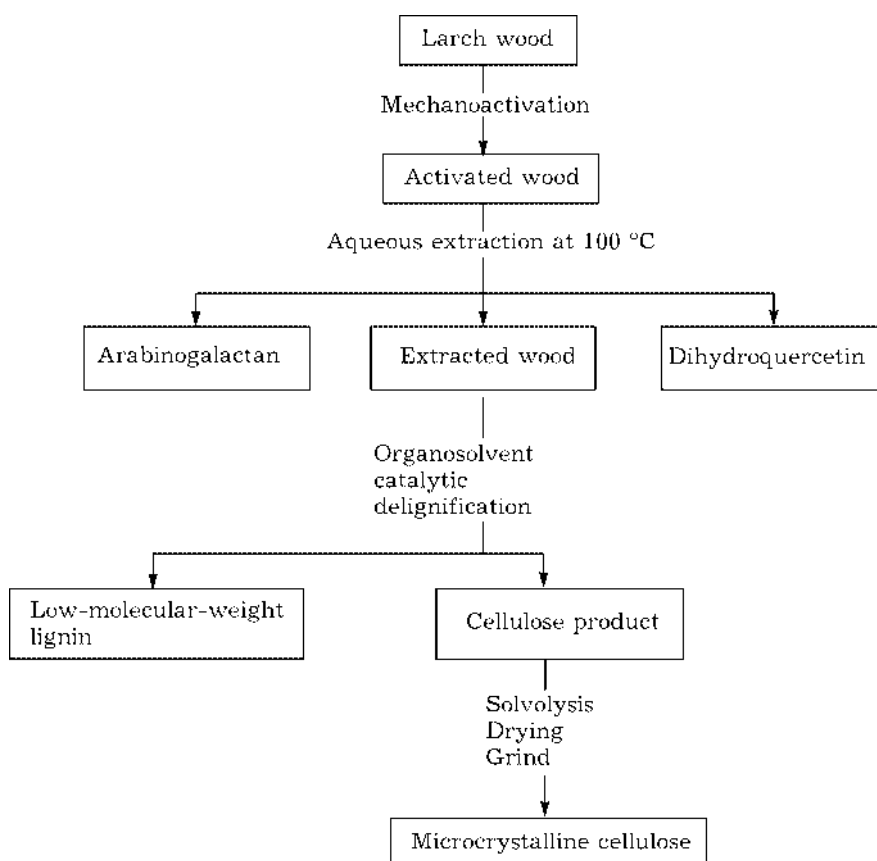 Larch wood
Mechanoactivation
Activated wood
Aqueous extraction at 100 °C
Arabinogalactan
Extracted wood
Dihydroquercetin
Organosolvent
catalytic
delignification
Low-molecular-weight
lignin
Cellulose product
Solvolysis
Drying
Grind
Microcrystalline cellulose